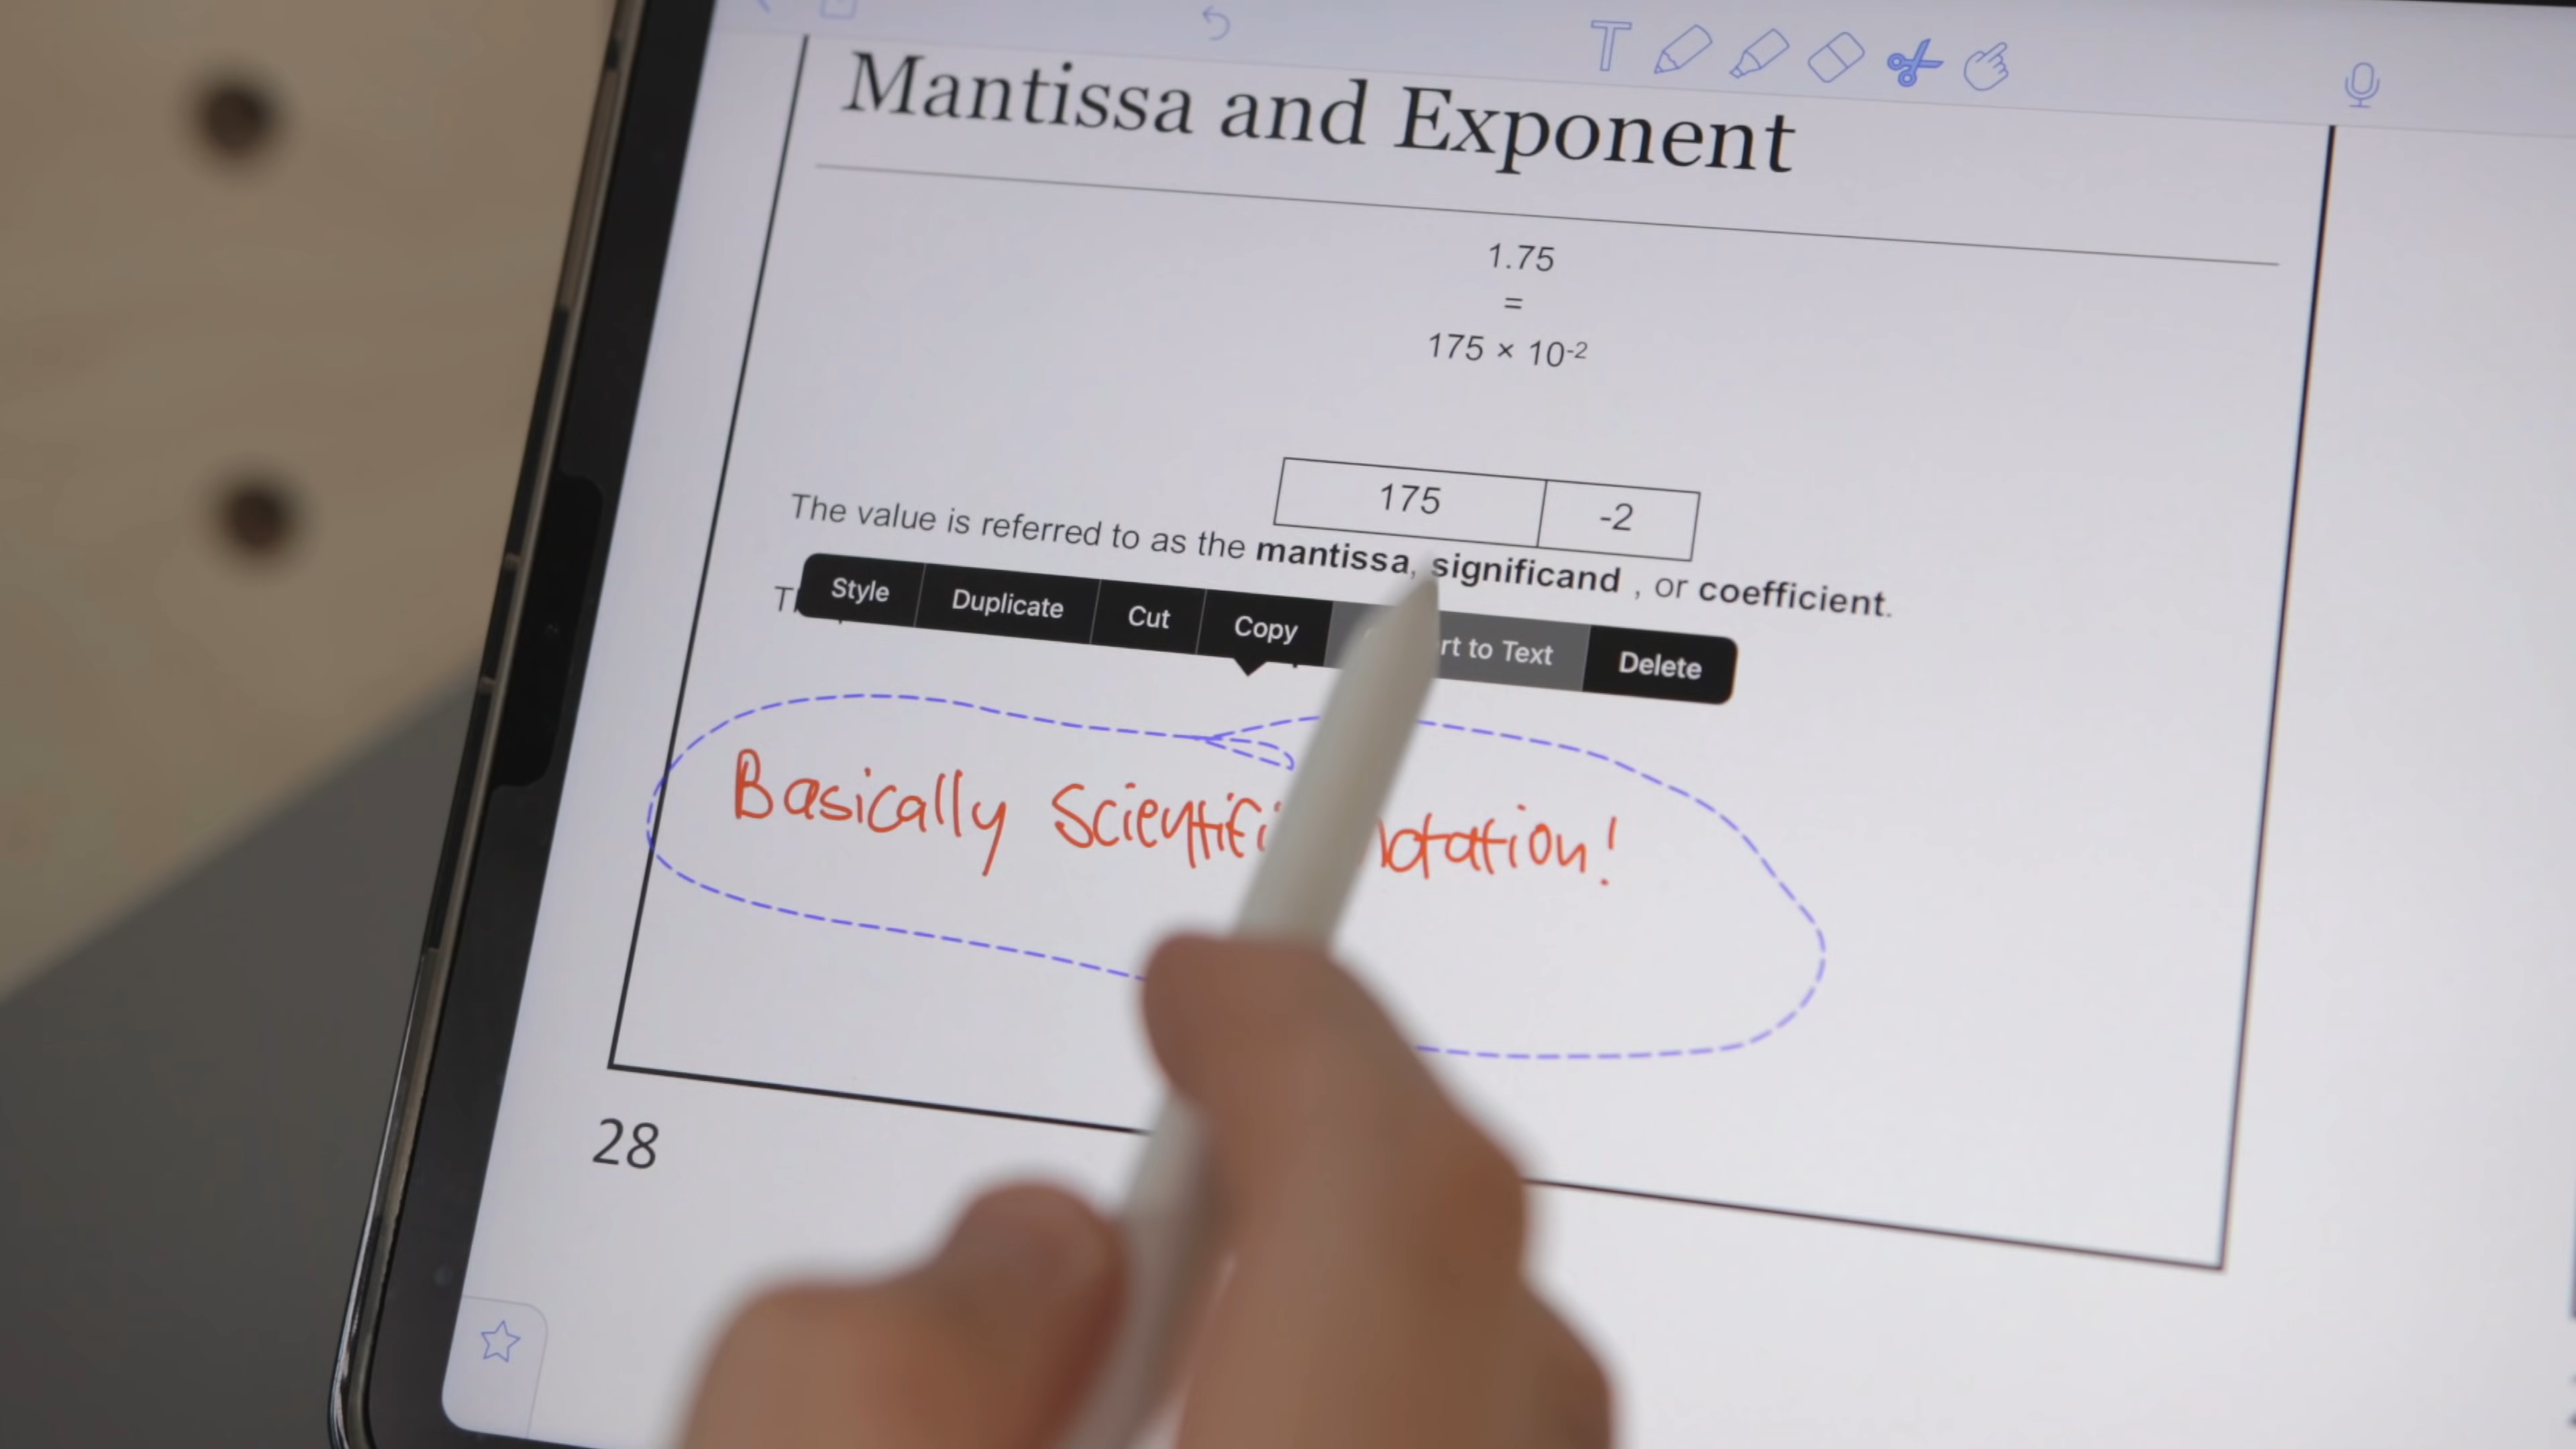 Mantissa and Exponent
1.75
=
175 × 10-2
175 -2
The value is referred to as the mantissa, significand , or coefficient.
Style Duplicate Cut Copy to Text Delete
Basically notation!
28